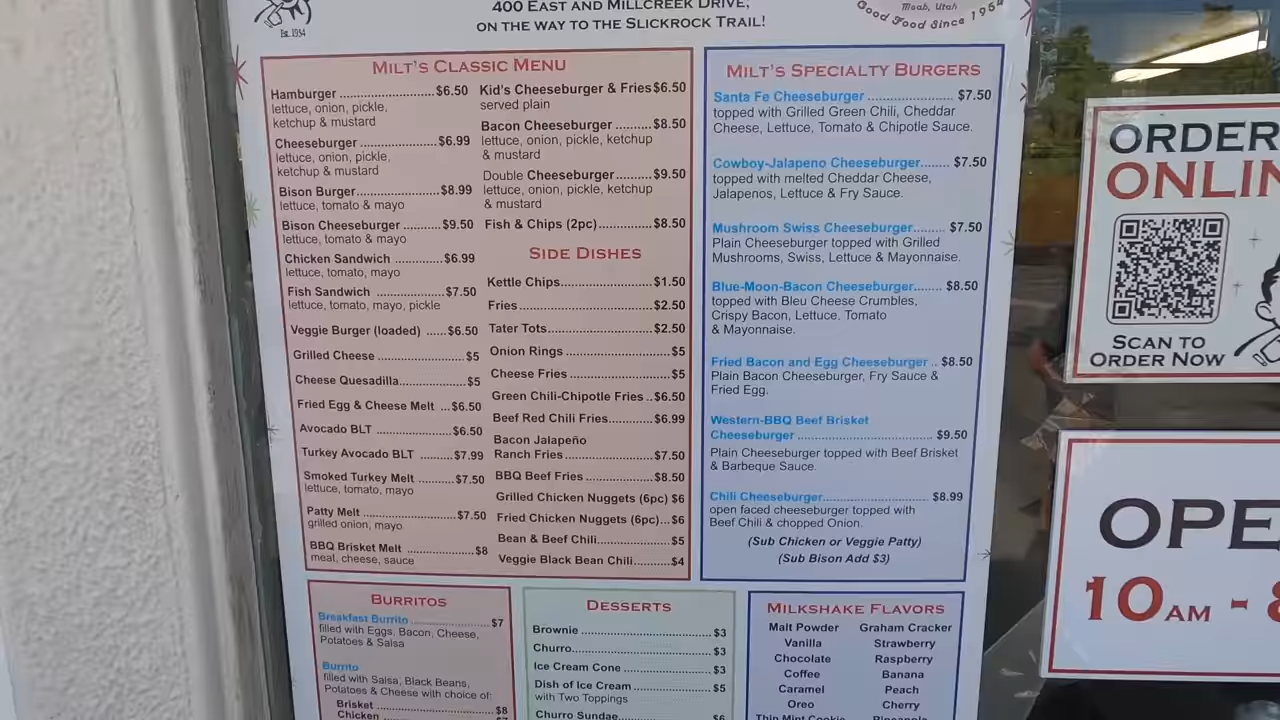 400 East and Millcreek Drive,
on the way to the Slickrock Trail!
Est. 1954
Moab, Utah
Good Food Since 1954
Milt's Classic Menu
Hamburger ........................ $6.50
lettuce, onion, pickle,
ketchup & mustard
Cheeseburger ........................... $6.99
lettuce, onion, pickle,
ketchup & mustard
Bison Burger ..................... $8.99
lettuce, tomato & mayo
Bison Cheeseburger .......... $9.50
lettuce, tomato & mayo
Chicken Sandwich ............. $6.99
lettuce, tomato, mayo
Fish Sandwich ................. $7.50
lettuce, tomato, mayo, pickle
Veggie Burger (loaded) ...... $6.50
Grilled Cheese .......................... $5
Cheese Quesadilla ................. $5
Fried Egg & Cheese Melt ... $6.50
Avocado BLT .................... $6.50
Turkey Avocado BLT ......... $7.99
Smoked Turkey Melt .......... $7.50
lettuce, tomato, mayo
Patty Melt ........................ $7.50
grilled onion, mayo
BBQ Brisket Melt .................... $8
meal, cheese, sauce
Kid's Cheeseburger & Fries $6.50
served plain
Bacon Cheeseburger .......... $8.50
lettuce, onion, pickle, ketchup
& mustard
Double Cheeseburger .......... $9.50
lettuce, onion, pickle, ketchup
& mustard
Fish & Chips (2pc) ............... $8.50
Side Dishes
Kettle Chips ........................ $1.50
Fries .................................... $2.50
Tater Tots ............................ $2.50
Onion Rings ............................ $5
Cheese Fries ........................... $5
Green Chili-Chipotle Fries .. $6.50
Beef Red Chili Fries ............. $6.99
Bacon Jalapeño
Ranch Fries ........................ $7.50
BBQ Beef Fries .................... $8.50
Grilled Chicken Nuggets (6pc) $6
Fried Chicken Nuggets (6pc)... $6
Bean & Beef Chili .................. $5
Veggie Black Bean Chili .......... $4
Milt's Specialty Burgers
Santa Fe Cheeseburger ...................... $7.50
topped with Grilled Green Chili, Cheddar
Cheese, Lettuce, Tomato & Chipotle Sauce.
Cowboy-Jalapeno Cheeseburger ........ $7.50
topped with melted Cheddar Cheese,
Jalapenos, Lettuce & Fry Sauce.
Mushroom Swiss Cheeseburger ........ $7.50
Plain Cheeseburger topped with Grilled
Mushrooms, Swiss, Lettuce & Mayonnaise.
Blue-Moon-Bacon Cheeseburger ....... $8.50
topped with Bleu Cheese Crumbles,
Crispy Bacon, Lettuce. Tomato
& Mayonnaise.
Fried Bacon and Egg Cheeseburger .. $8.50
Plain Bacon Cheeseburger, Fry Sauce &
Fried Egg.
Western-BBQ Beef Brisket
Cheeseburger ..................................... $9.50
Plain Cheeseburger topped with Beef Brisket
& Barbeque Sauce.
Chili Cheeseburger .............................. $8.99
open faced cheeseburger topped with
Beef Chili & chopped Onion.
(Sub Chicken or Veggie Patty)
(Sub Bison Add $3)
Burritos
Breakfast Burrito ...................... $7
filled with Eggs, Bacon, Cheese,
Potatoes & Salsa
Burrito
filled with Salsa, Black Beans,
Potatoes & Cheese with choice of:
Brisket ................................ $8
Chicken
Desserts
Brownie ................................. $3
Churro .................................. $3
Ice Cream Cone ...................... $3
Dish of Ice Cream .................... $5
with Two Toppings
Churro Sundae ....................... $6
Milkshake Flavors
Malt Powder Graham Cracker
Vanilla Strawberry
Chocolate Raspberry
Coffee Banana
Caramel Peach
Oreo Cherry
Thin Mint Cookie Pineapple
ORDER
ONLIN
Scan to
Order Now
OPE
10 AM - 8